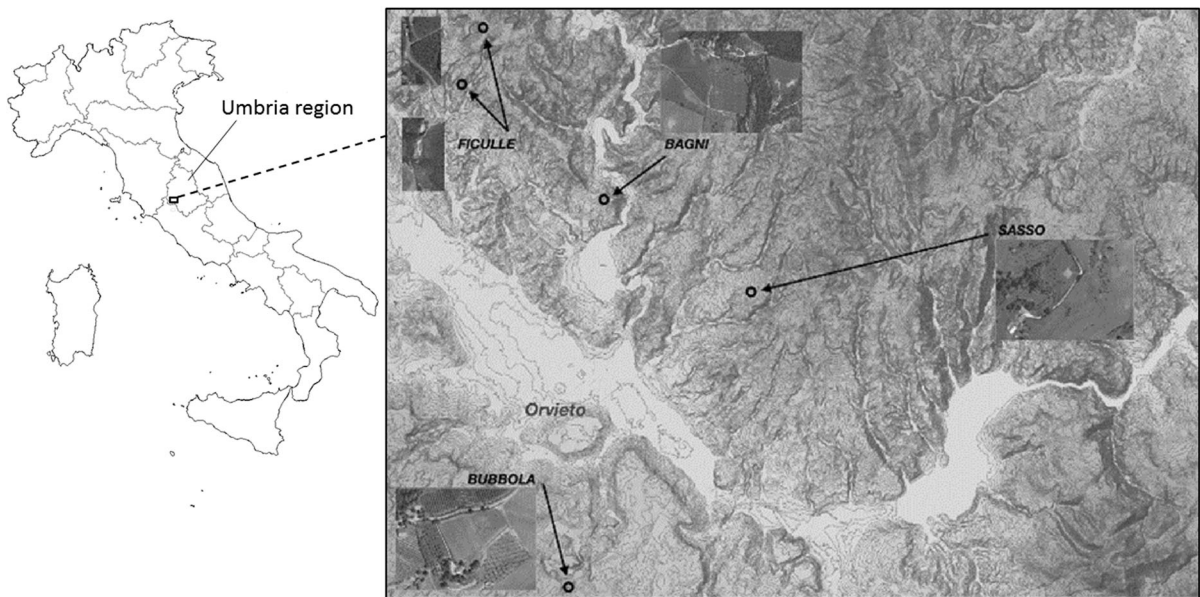 Umbria region
FICULLE
BAGNI
SASSO
Orvieto
BUBBOLA